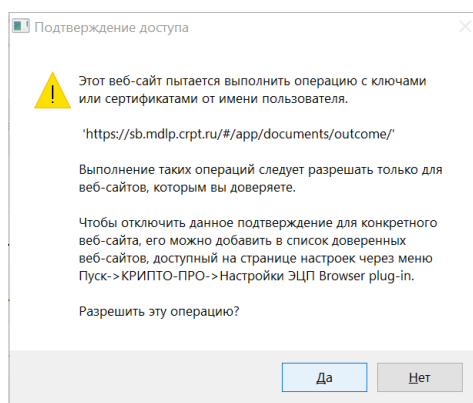 Подтверждение доступа
Этот веб-сайт пытается выполнить операцию с ключами
или сертификатами от имени пользователя.
'https://sb.mdlp.crpt.ru/#/app/documents/outcome/'
Выполнение таких операций следует разрешать только для
веб-сайтов, которым вы доверяете.
Чтобы отключить данное подтверждение для конкретного
веб-сайта, его можно добавить в список доверенных
веб-сайтов, доступный на странице настроек через меню
Пуск->КРИПТО-ПРО->Настройки ЭЦП Browser plug-in.
Разрешить эту операцию?
Да
Нет